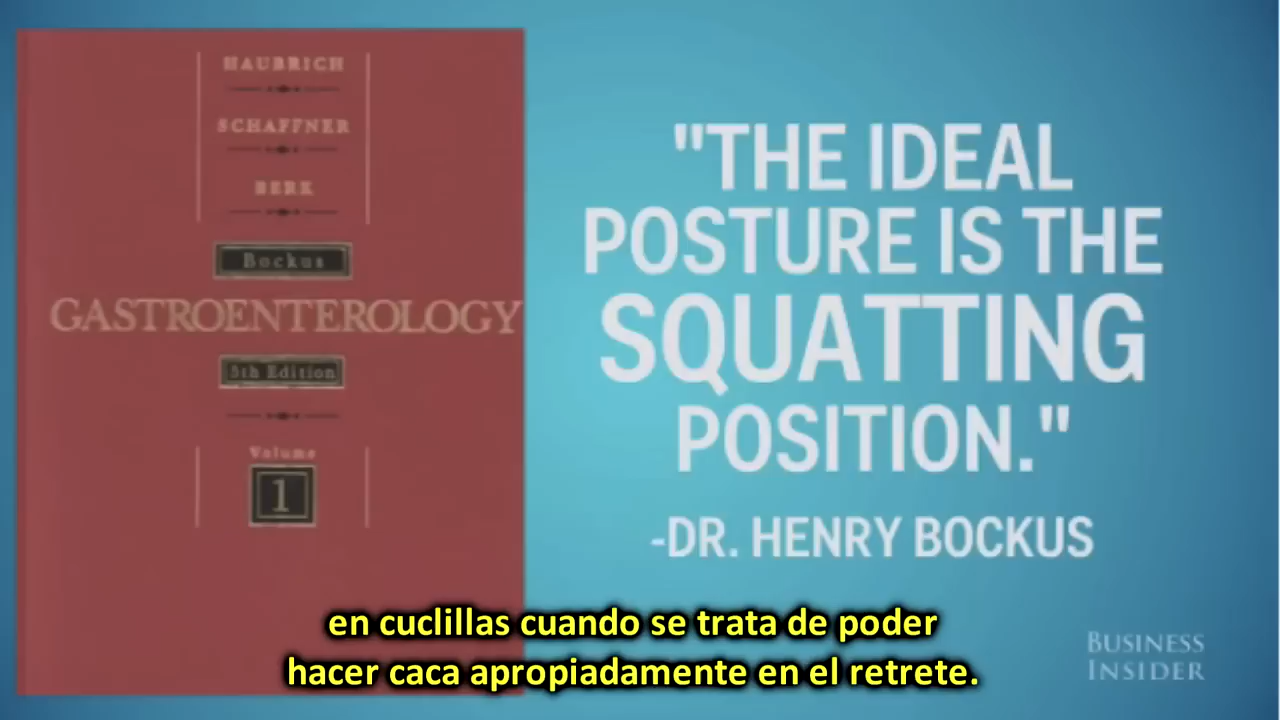 HAUBRICH
SCHAFFNER
BERK
Bockus
GASTROENTEROLOGY
5th Edition
Volume
1
"THE IDEAL
POSTURE IS THE
SQUATTING
POSITION."
-DR. HENRY BOCKUS
en cuclillas cuando se trata de poder
hacer caca apropiadamente en el retrete.
BUSINESS
INSIDER